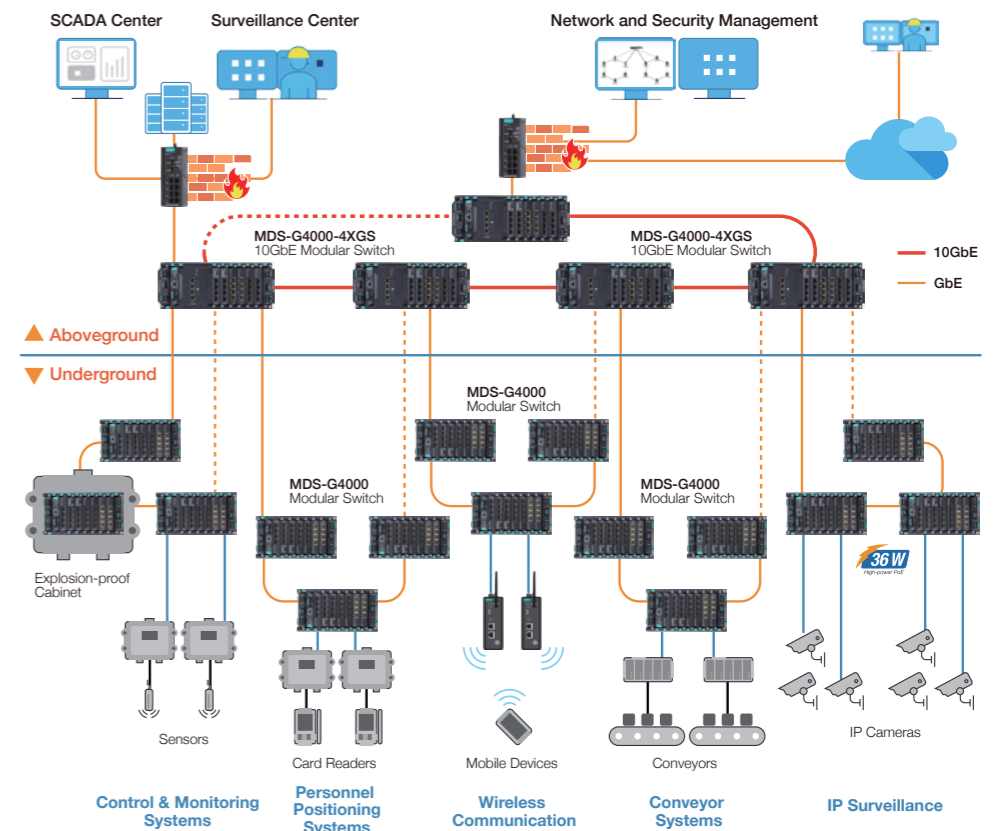 SCADA Center
Surveillance Center
Network and Security Management
MDS-G4000-4XGS
10GbE Modular Switch
MDS-G4000-4XGS
10GbE Modular Switch
10GbE
GbE
Aboveground
Underground
MDS-G4000
Modular Switch
MDS-G4000
Modular Switch
MDS-G4000
Modular Switch
36 W
High-power PoE
Explosion-proof
Cabinet
Sensors
Card Readers
Mobile Devices
Conveyors
IP Cameras
Control & Monitoring
Systems
Personnel
Positioning
Systems
Wireless
Communication
Conveyor
Systems
IP Surveillance